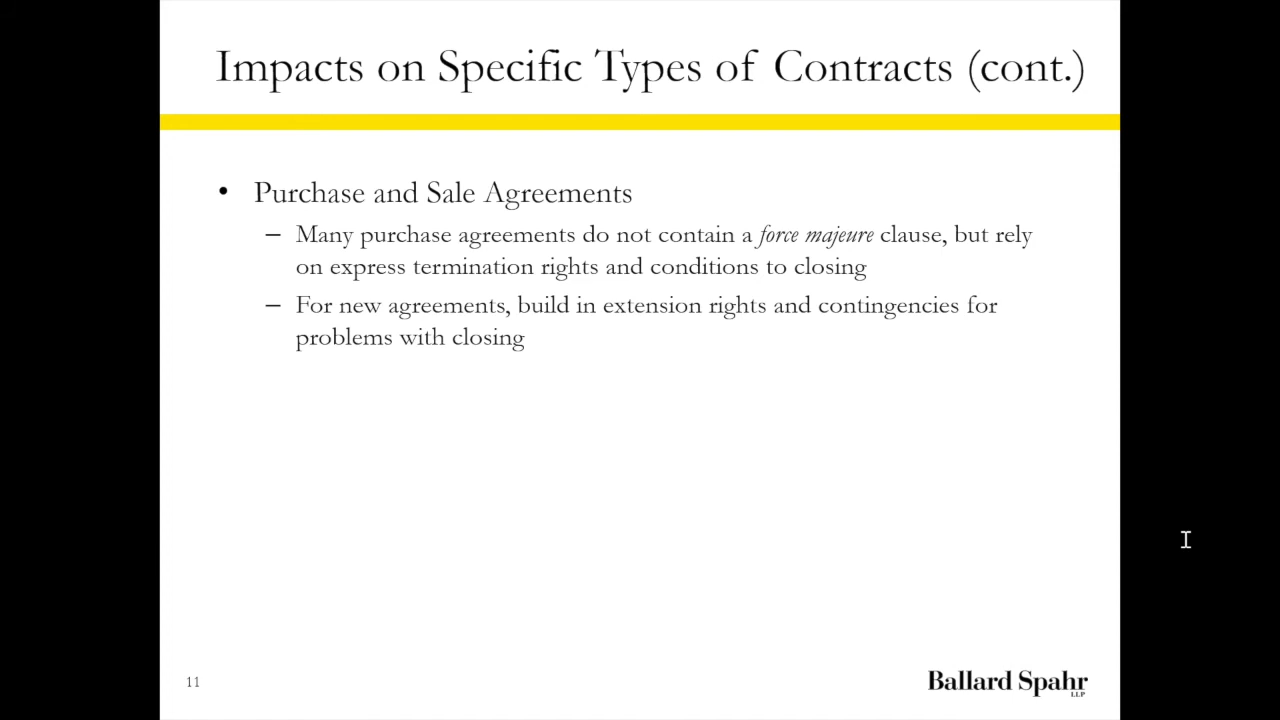 Impacts on Specific Types of Contracts (cont.)
• Purchase and Sale Agreements
– Many purchase agreements do not contain a force majeure clause, but rely
on express termination rights and conditions to closing
– For new agreements, build in extension rights and contingencies for
problems with closing
11
Ballard Spahr
LLP